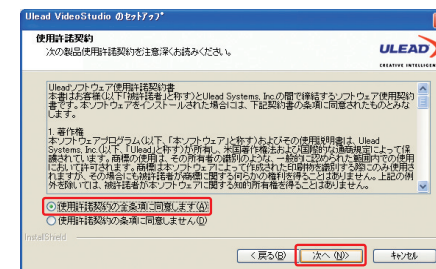 Ulead VideoStudio のセットアップ
使用許諾契約
次の製品使用許諾契約を注意深くお読みください。
ULEAD
CREATIVE INTELLIGENCE
Uleadソフトウェア使用許諾契約書
本書はお客様(以下「被許諾者」と称す)とUlead Systems, Inc.の間で締結するソフトウェア使用契約
書です。本ソフトウェアをインストールされた場合には、下記契約書の条項に同意されたものとみな
します。
1. 著作権
本ソフトウェアプログラム(以下、「本ソフトウェア」と称す)およびその使用説明書は、Ulead
Systems, Inc.(以下、「Ulead」と称す)が所有し、米国著作権法および国際的な通商規定によって保
護されています。商標の使用は、その所有者の識別のような、一般的に認められた範囲内での使用
において許可されます。商標は本ソフトウェアによって作成された印刷物を識別する際にのみ使用さ
れますが、その場合にも被許諾者が商標に関する何らかの権利を得ることはありません。上記の例
外を除いては、被許諾者が本ソフトウェアに関する知的所有権を得ることはありません。
使用許諾契約の全条項に同意します(A)
使用許諾契約の条項に同意しません(D)
InstallShield
< 戻る(B)
次へ (N)>
キャンセル